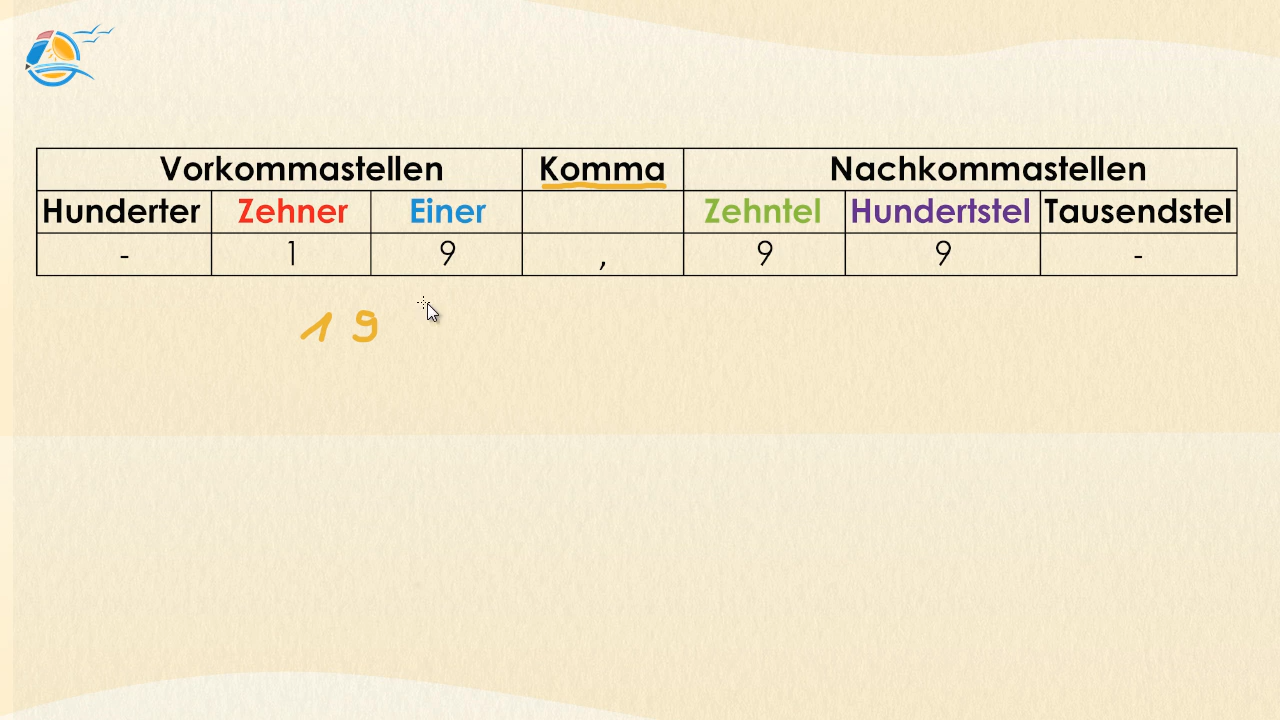 Vorkommastellen Komma Nachkommastellen
Hunderter Zehner Einer Zehntel Hundertstel Tausendstel
- 1 9 , 9 9 -
1 9